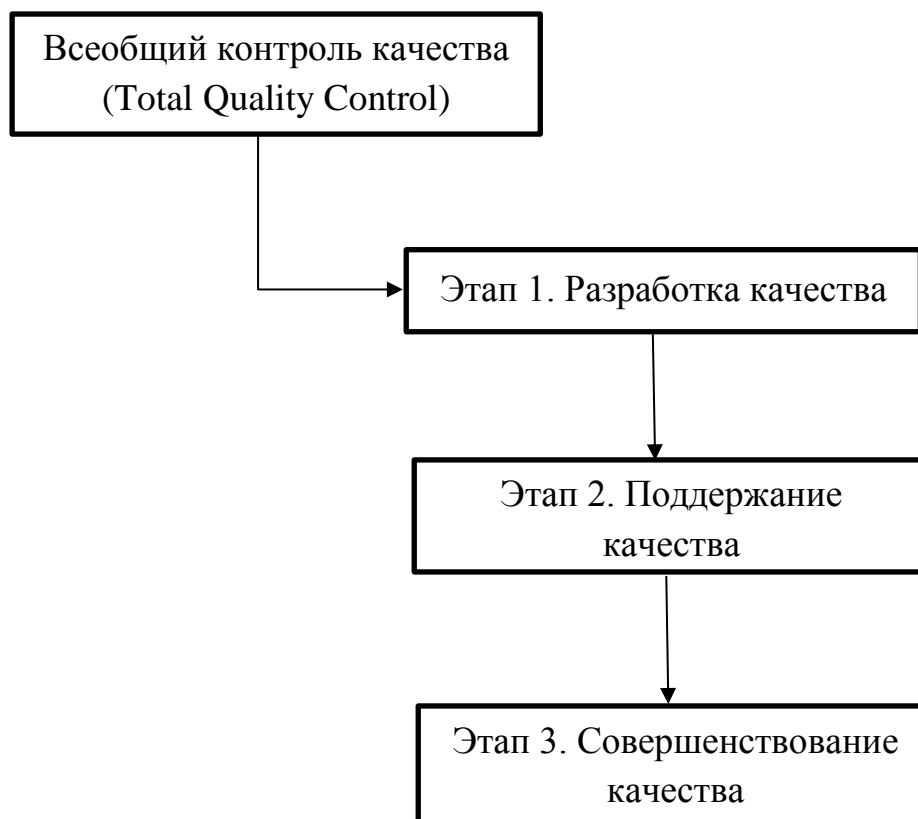 Всеобщий контроль качества
(Total Quality Control)
Этап 1. Разработка качества
Этап 2. Поддержание
качества
Этап 3. Совершенствование
качества